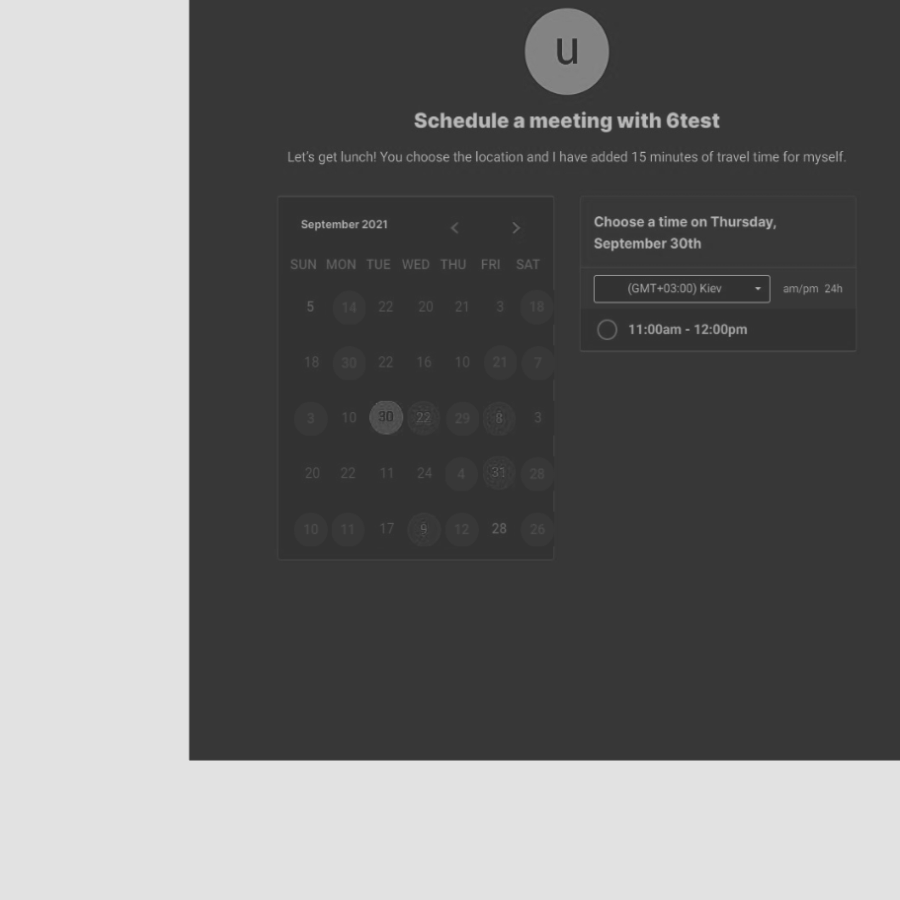 u
Schedule a meeting with 6test
Let's get lunch! You choose the location and I have added 15 minutes of travel time for myself.
September 2021
SUN MON TUE WED THU FRI SAT
5 14 22 20 21 3 18
18 30 22 16 10 21 7
3 10 30 22 29 8 3
20 22 11 24 4 31 28
10 11 17 9 12 28 26
Choose a time on Thursday,
September 30th
(GMT+03:00) Kiev am/pm 24h
11:00am - 12:00pm